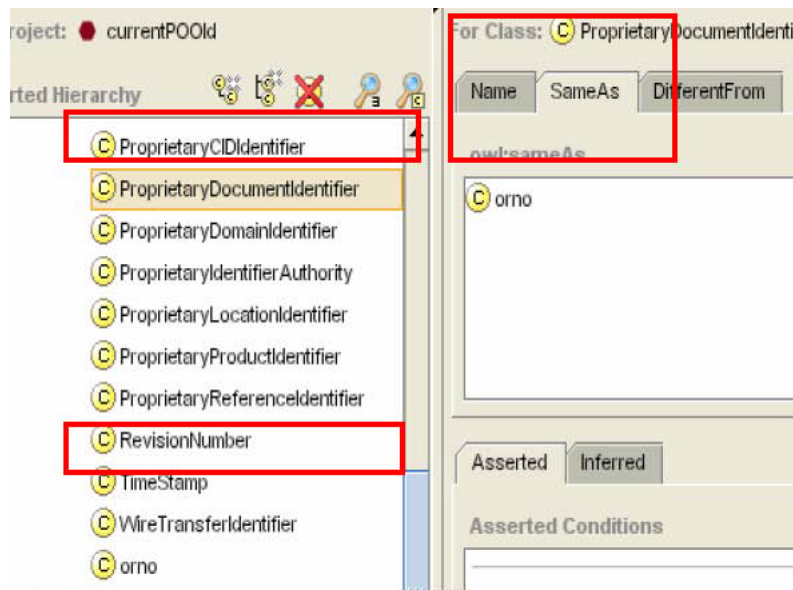 roject: currentPOOld
rted Hierarchy
ProprietaryCIDIdentifier
ProprietaryDocumentIdentifier
ProprietaryDomainIdentifier
ProprietaryIdentifierAuthority
ProprietaryLocationIdentifier
ProprietaryProductIdentifier
ProprietaryReferenceIdentifier
RevisionNumber
TimeStamp
WireTransferIdentifier
orno
For Class: C ProprietaryDocumentIdenti
Name SameAs DifferentFrom
owl:sameAs
C orno
Asserted Inferred
Asserted Conditions